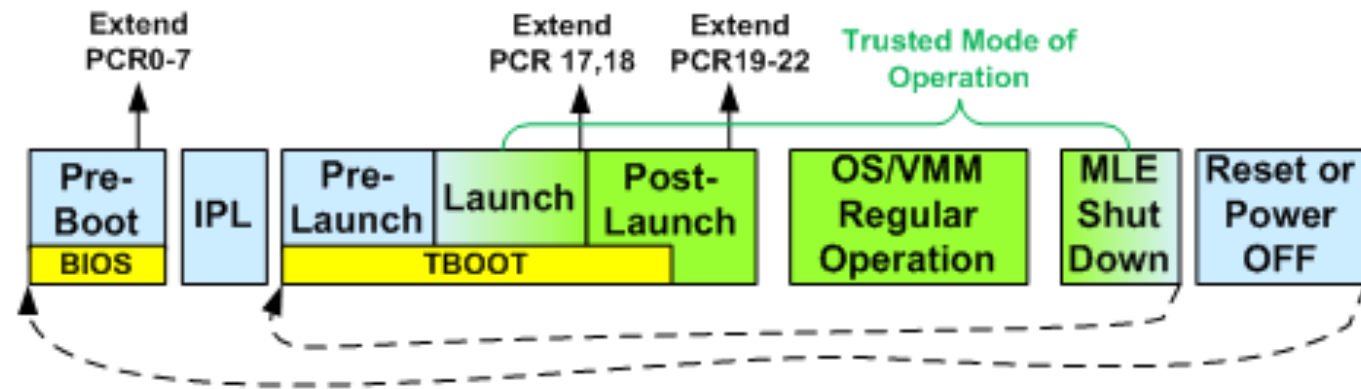 Extend
PCR0-7
Extend
PCR 17,18
Extend
PCR19-22
Trusted Mode of
Operation
Pre-
Boot
BIOS
IPL
Pre-
Launch
Launch
Post-
Launch
TBOOT
OS/VMM
Regular
Operation
MLE
Shut
Down
Reset or
Power
OFF